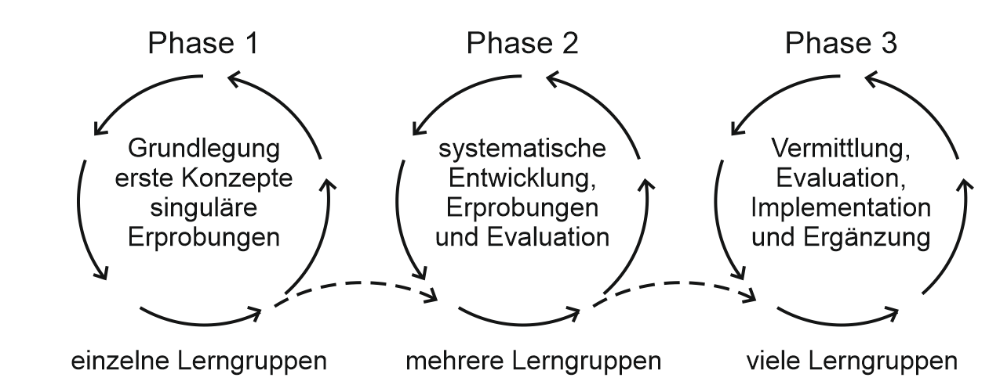 Phase 1
Grundlegung
erste Konzepte
singuläre
Erprobungen
einzelne Lerngruppen
Phase 2
systematische
Entwicklung,
Erprobungen
und Evaluation
mehrere Lerngruppen
Phase 3
Vermittlung,
Evaluation,
Implementation
und Ergänzung
viele Lerngruppen